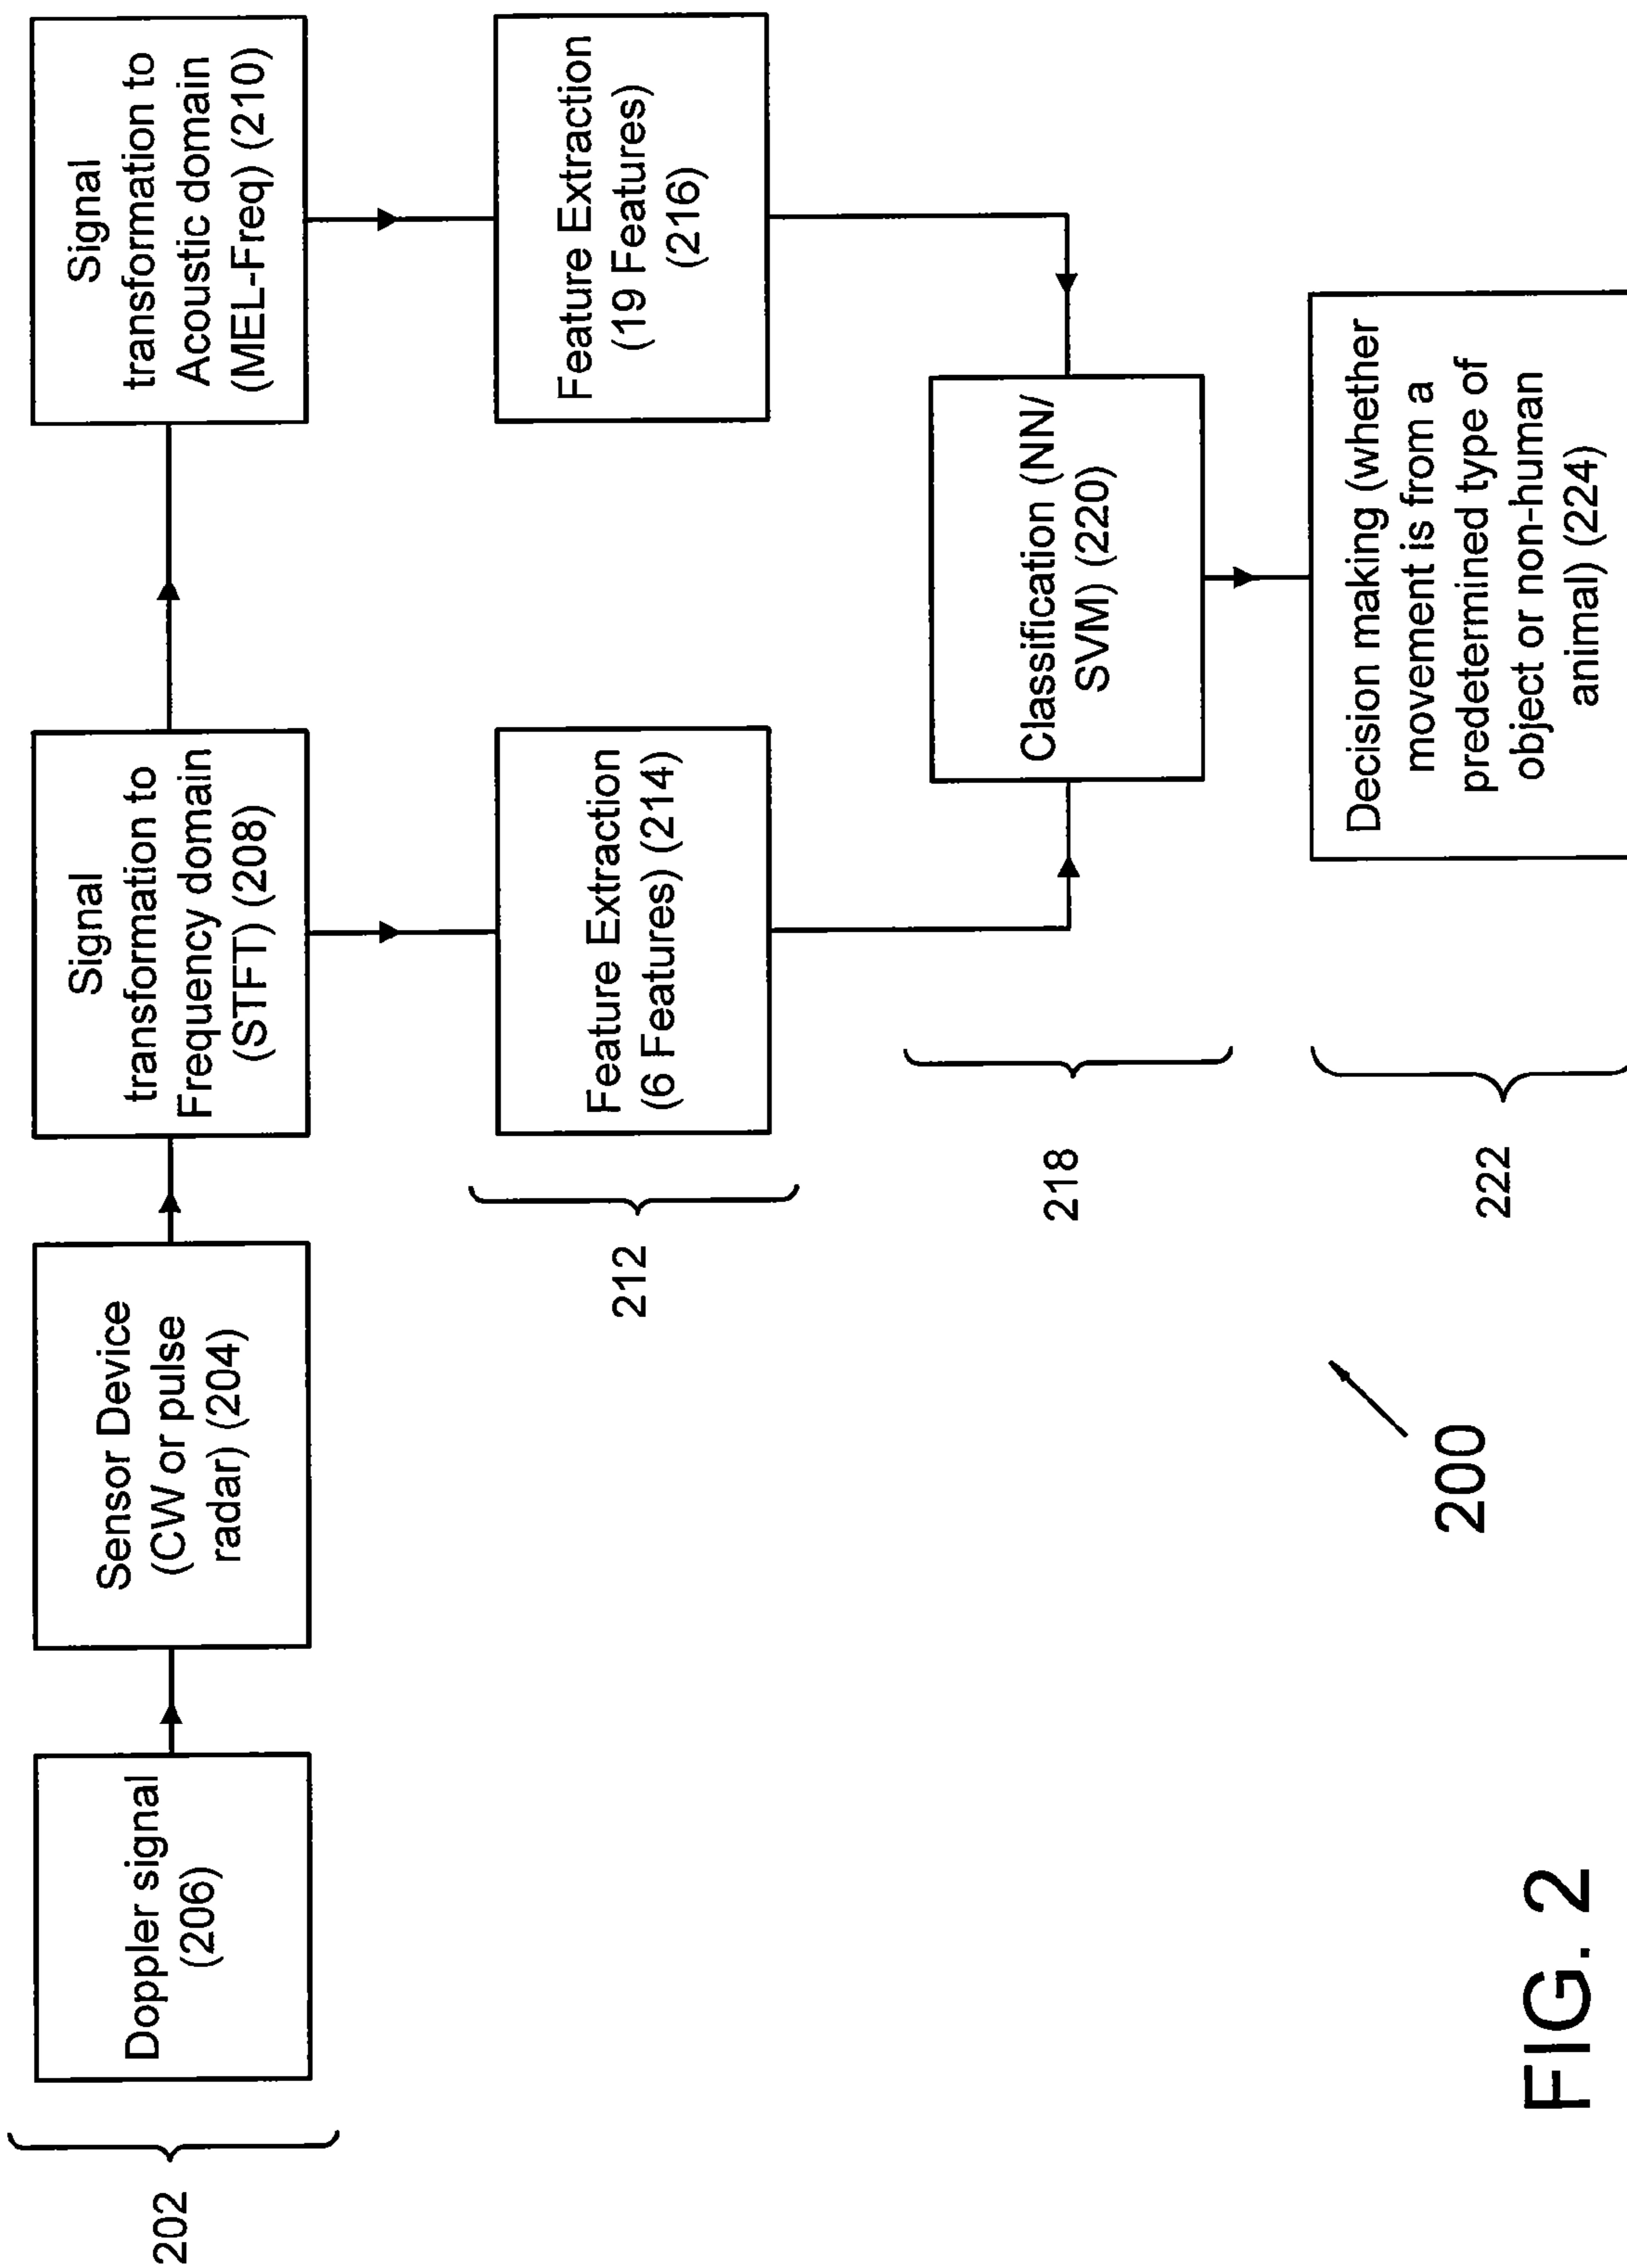 202
Doppler signal
(206)
Sensor Device
(CW or pulse
radar) (204)
Signal
transformation to
Frequency domain
(STFT) (208)
Signal
transformation to
Acoustic domain
(MEL-Freq) (210)
212
Feature Extraction
(6 Features) (214)
Feature Extraction
(19 Features)
(216)
218
Classification (NN/
SVM) (220)
222
Decision making (whether
movement is from a
predetermined type of
object or non-human
animal) (224)
200
FIG. 2